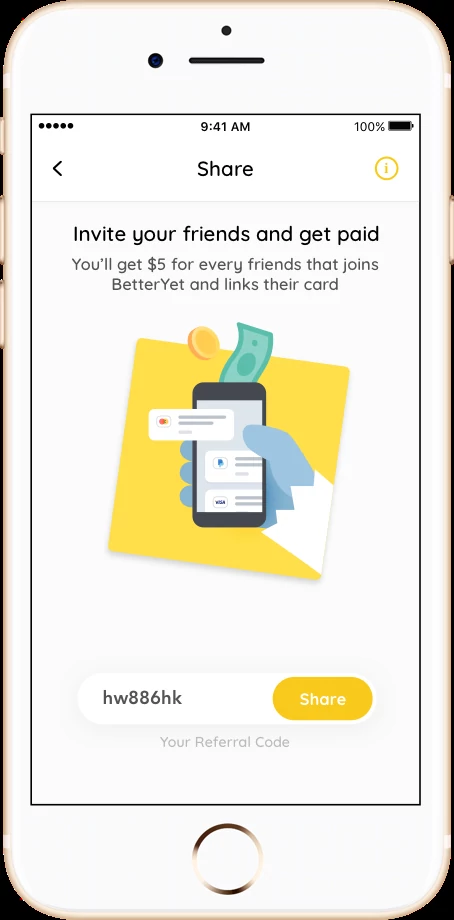 9:41 AM
100%
Share
Invite your friends and get paid
You'll get $5 for every friends that joins
BetterYet and links their card
VISA
hw886hk
Share
Your Referral Code